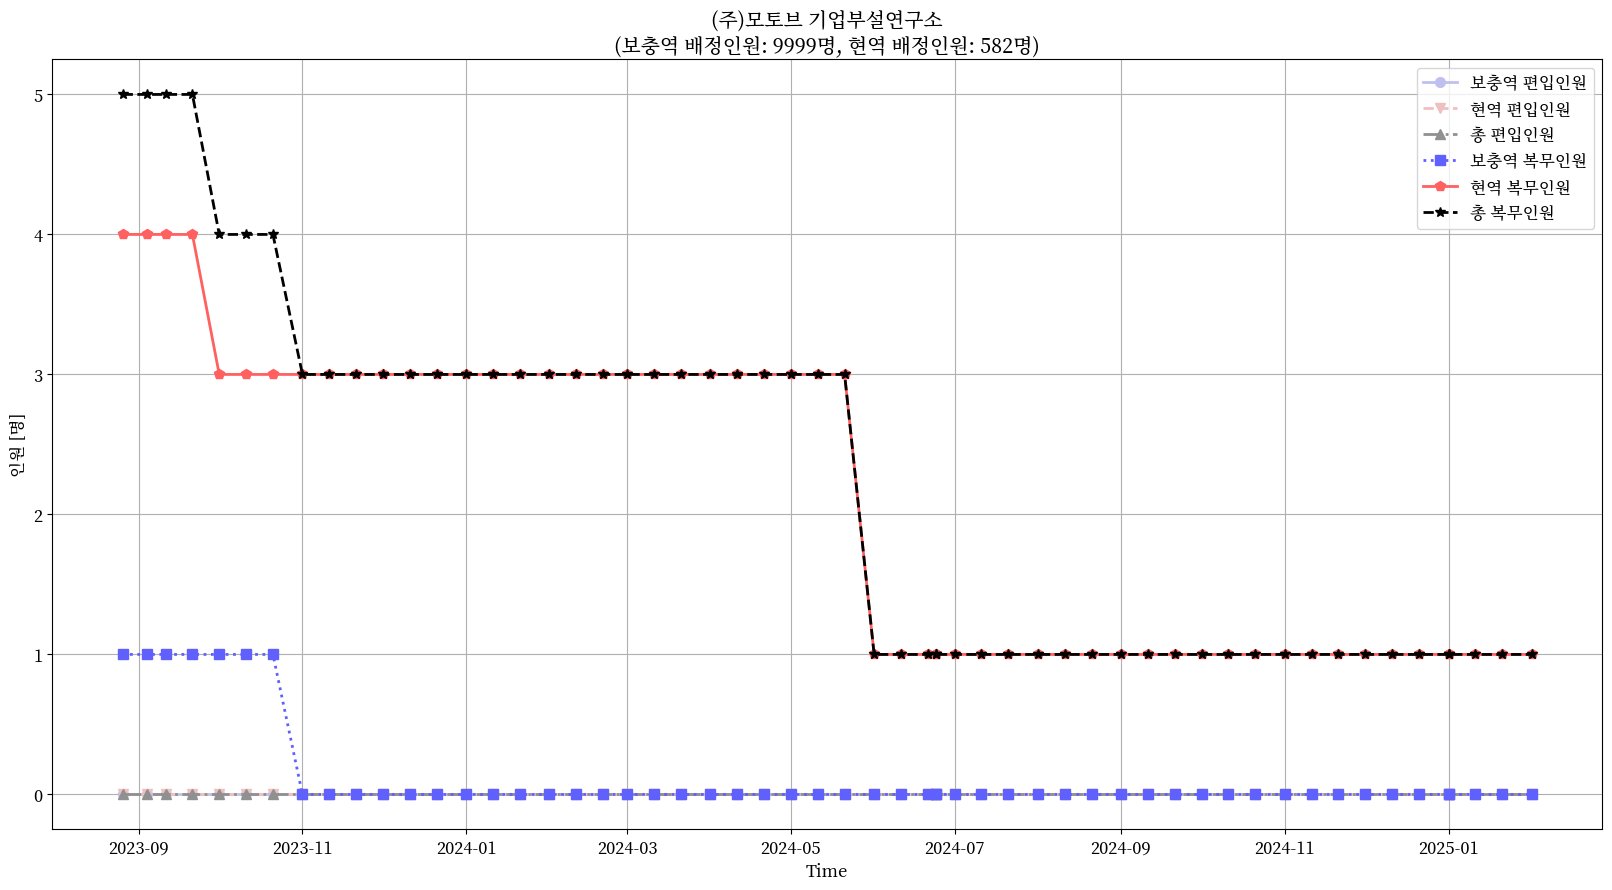 (주)모토브 기업부설연구소
(보충역 배정인원: 9999명, 현역 배정인원: 582명)
보충역 편입인원
현역 편입인원
총 편입인원
보충역 복무인원
현역 복무인원
총 복무인원
인원 [명]
5
4
3
2
1
0
2023-09
2023-11
2024-01
2024-03
2024-05
2024-07
2024-09
2024-11
2025-01
Time